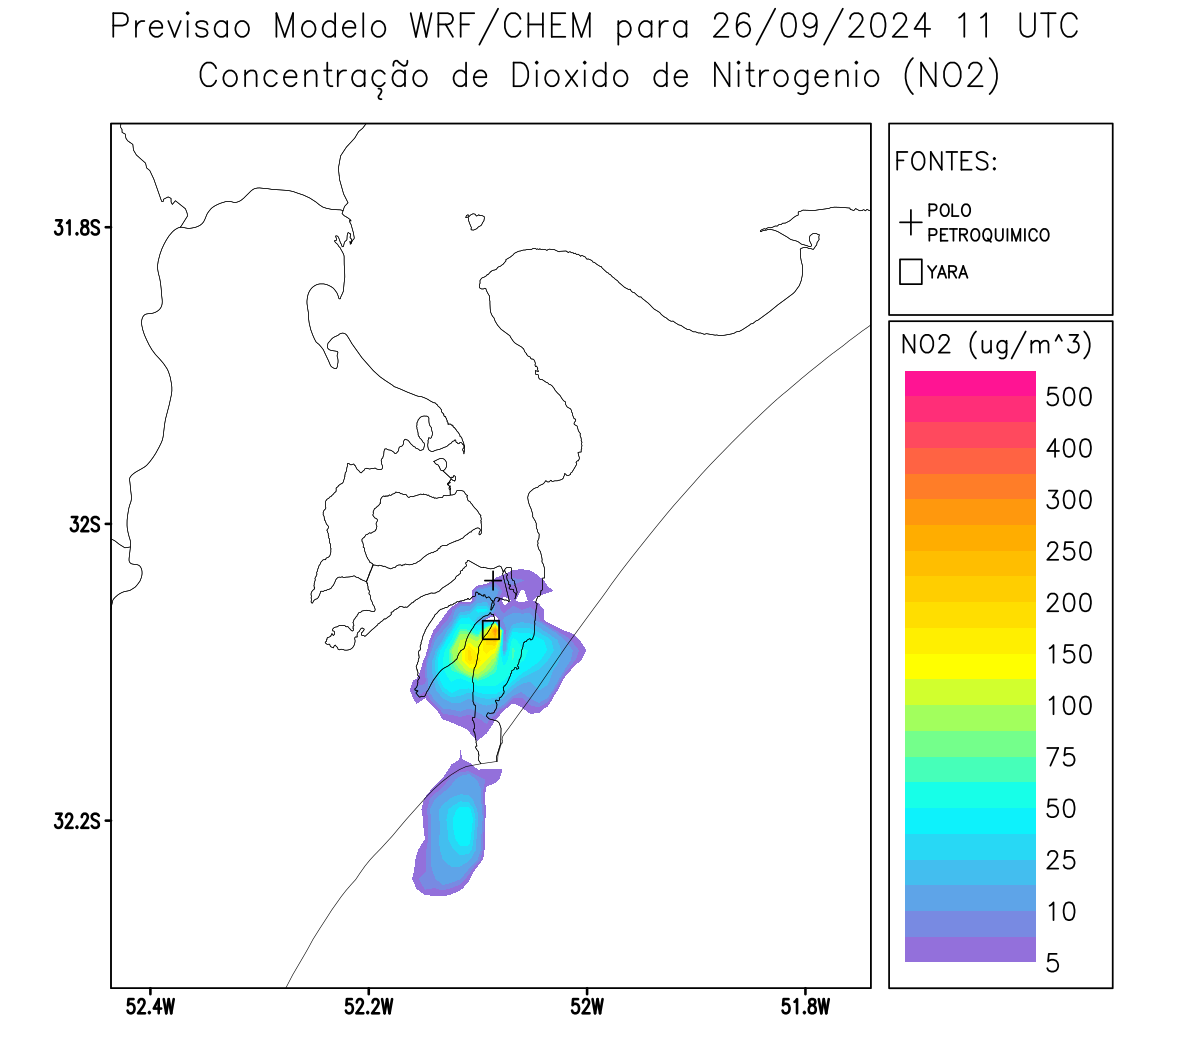 Previsao Modelo WRF/CHEM para 26/09/2024 11 UTC
Concentração de Dioxido de Nitrogenio (NO2)
FONTES:
POLO
PETROQUIMICO
YARA
NO2 (ug/m^3)
500
400
300
250
200
150
100
75
50
25
10
5
31.8S
32S
32.2S
52.4W
52.2W
52W
51.8W